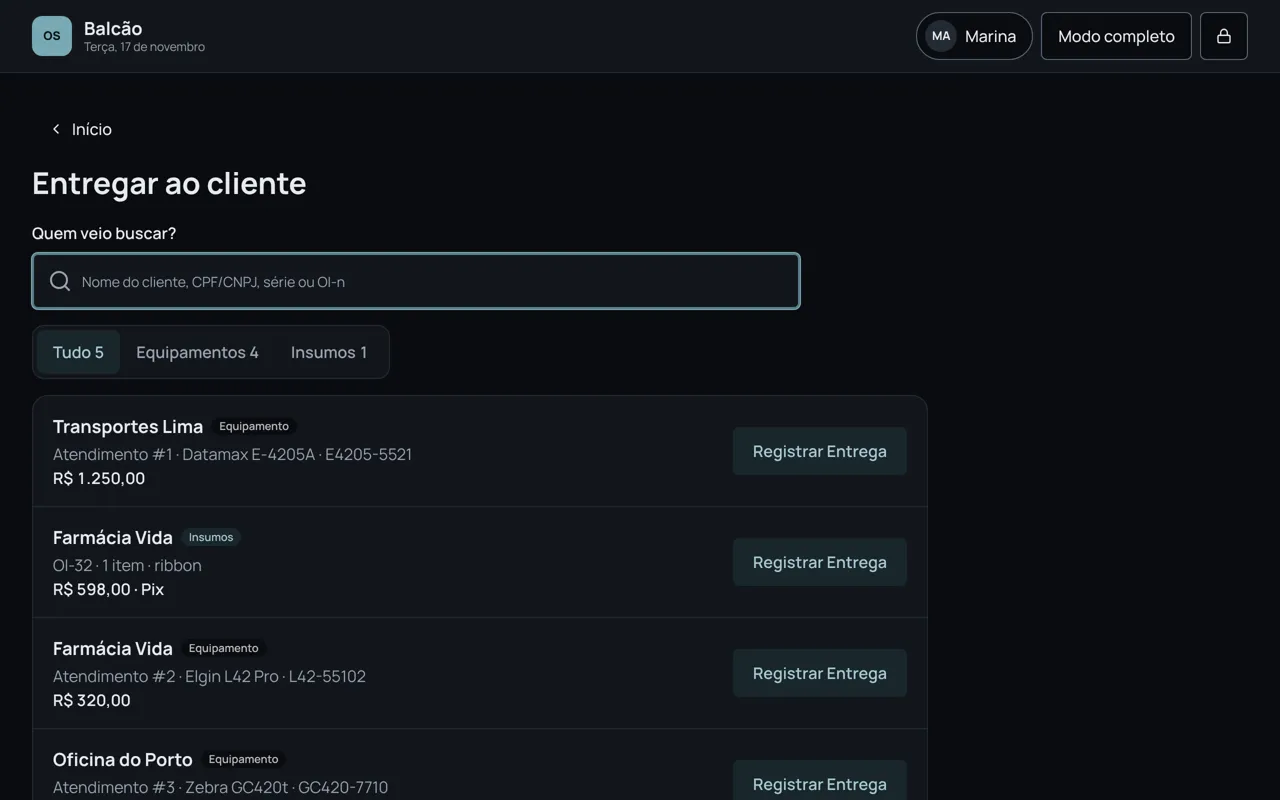 OS
Balcão
Terça, 17 de novembro
MA
Marina
Modo completo
Início
Entregar ao cliente
Quem veio buscar?
Nome do cliente, CPF/CNPJ, série ou OI-n
Tudo 5
Equipamentos 4
Insumos 1
Transportes Lima Equipamento
Atendimento #1 · Datamax E-4205A · E4205-5521
R$ 1.250,00
Registrar Entrega
Farmácia Vida Insumos
OI-32 · 1 item · ribbon
R$ 598,00 · Pix
Registrar Entrega
Farmácia Vida Equipamento
Atendimento #2 · Elgin L42 Pro · L42-55102
R$ 320,00
Registrar Entrega
Oficina do Porto Equipamento
Atendimento #3 · Zebra GC420t · GC420-7710
Registrar Entrega